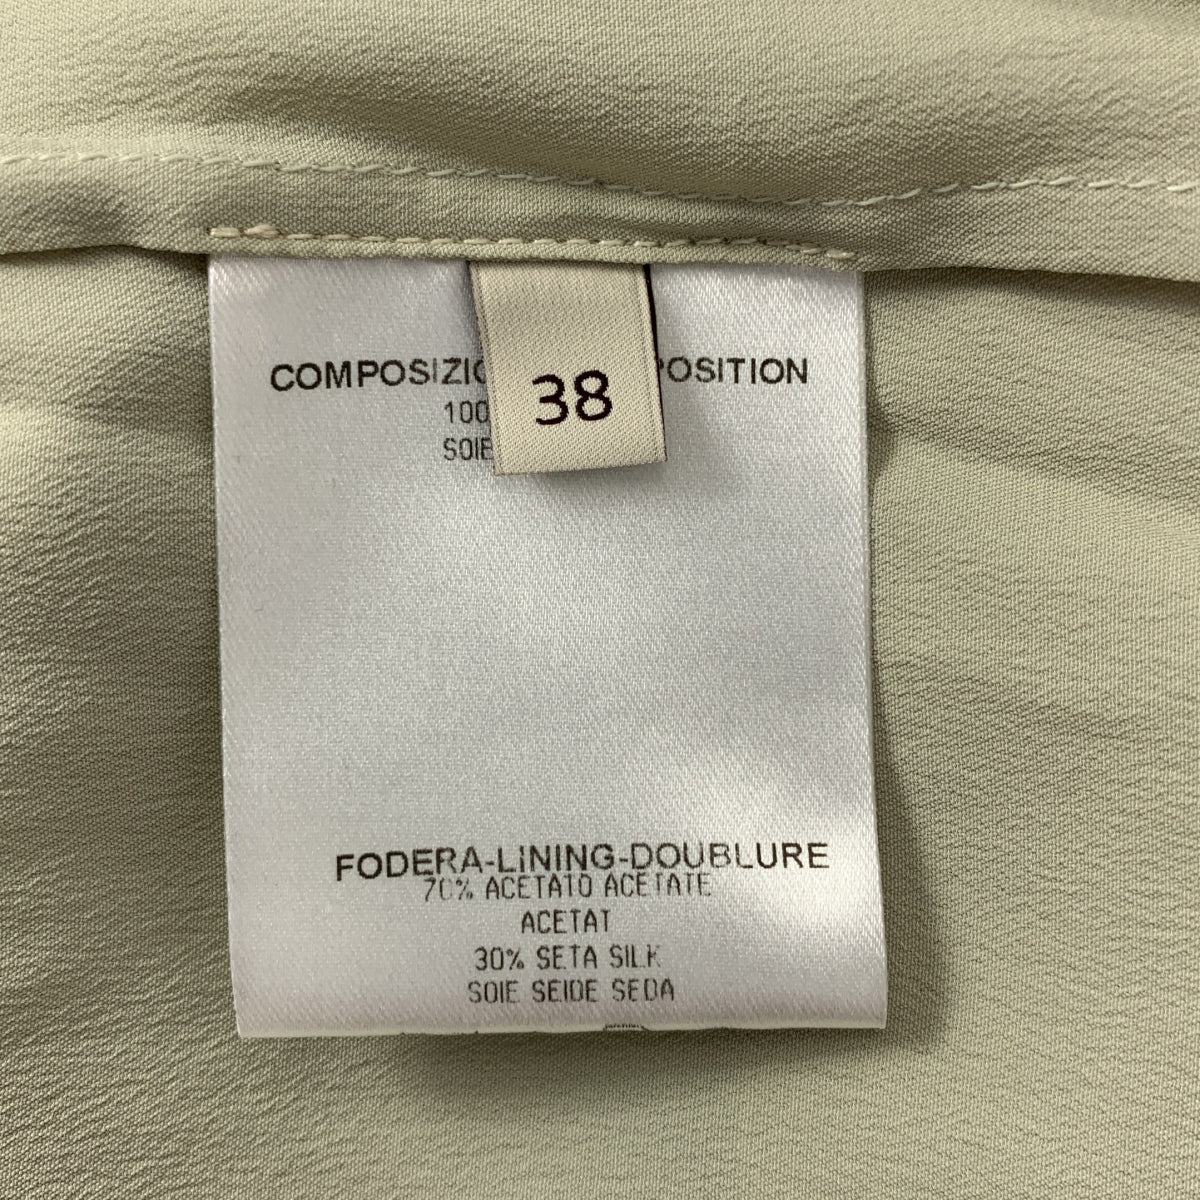 COMPOSIZIO POSITION
38
100
SOIE
FODERA-LINING-DOUBLURE
70% ACETATO ACETATE
ACETAT
30% SETA SILK
SOIE SEIDE SEDA